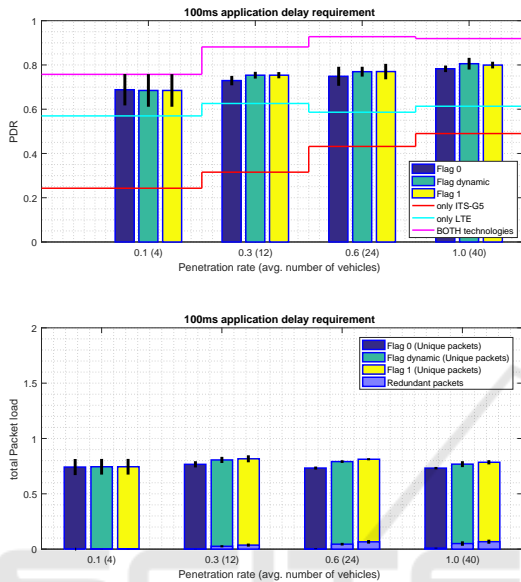 100ms application delay requirement
1
0.8
0.6
0.4
0.2
0
PDR
Flag 0
Flag dynamic
Flag 1
only ITS-G5
only LTE
BOTH technologies
0.1 (4) 0.3 (12) 0.6 (24) 1.0 (40)
Penetration rate (avg. number of vehicles)
100ms application delay requirement
2
1.5
1
0.5
0
total Packet load
Flag 0 (Unique packets)
Flag dynamic (Unique packets)
Flag 1 (Unique packets)
Redundant packets
0.1 (4) 0.3 (12) 0.6 (24) 1.0 (40)
Penetration rate (avg. number of vehicles)